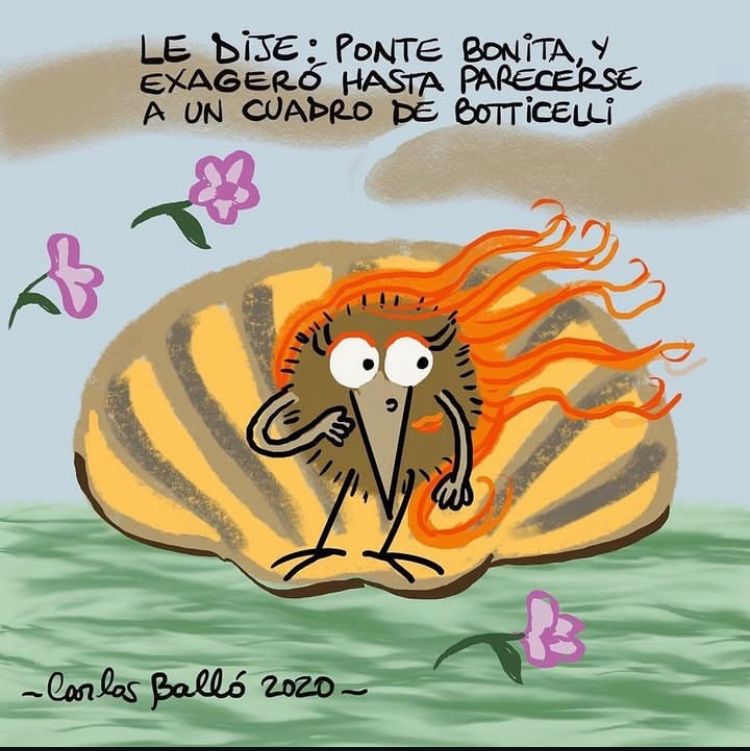 LE DIJE: PONTE BONITA, Y
EXAGERÓ HASTA PARECERSE
A UN CUADRO DE BOTTICELLI
~Carlos Balló 2020~